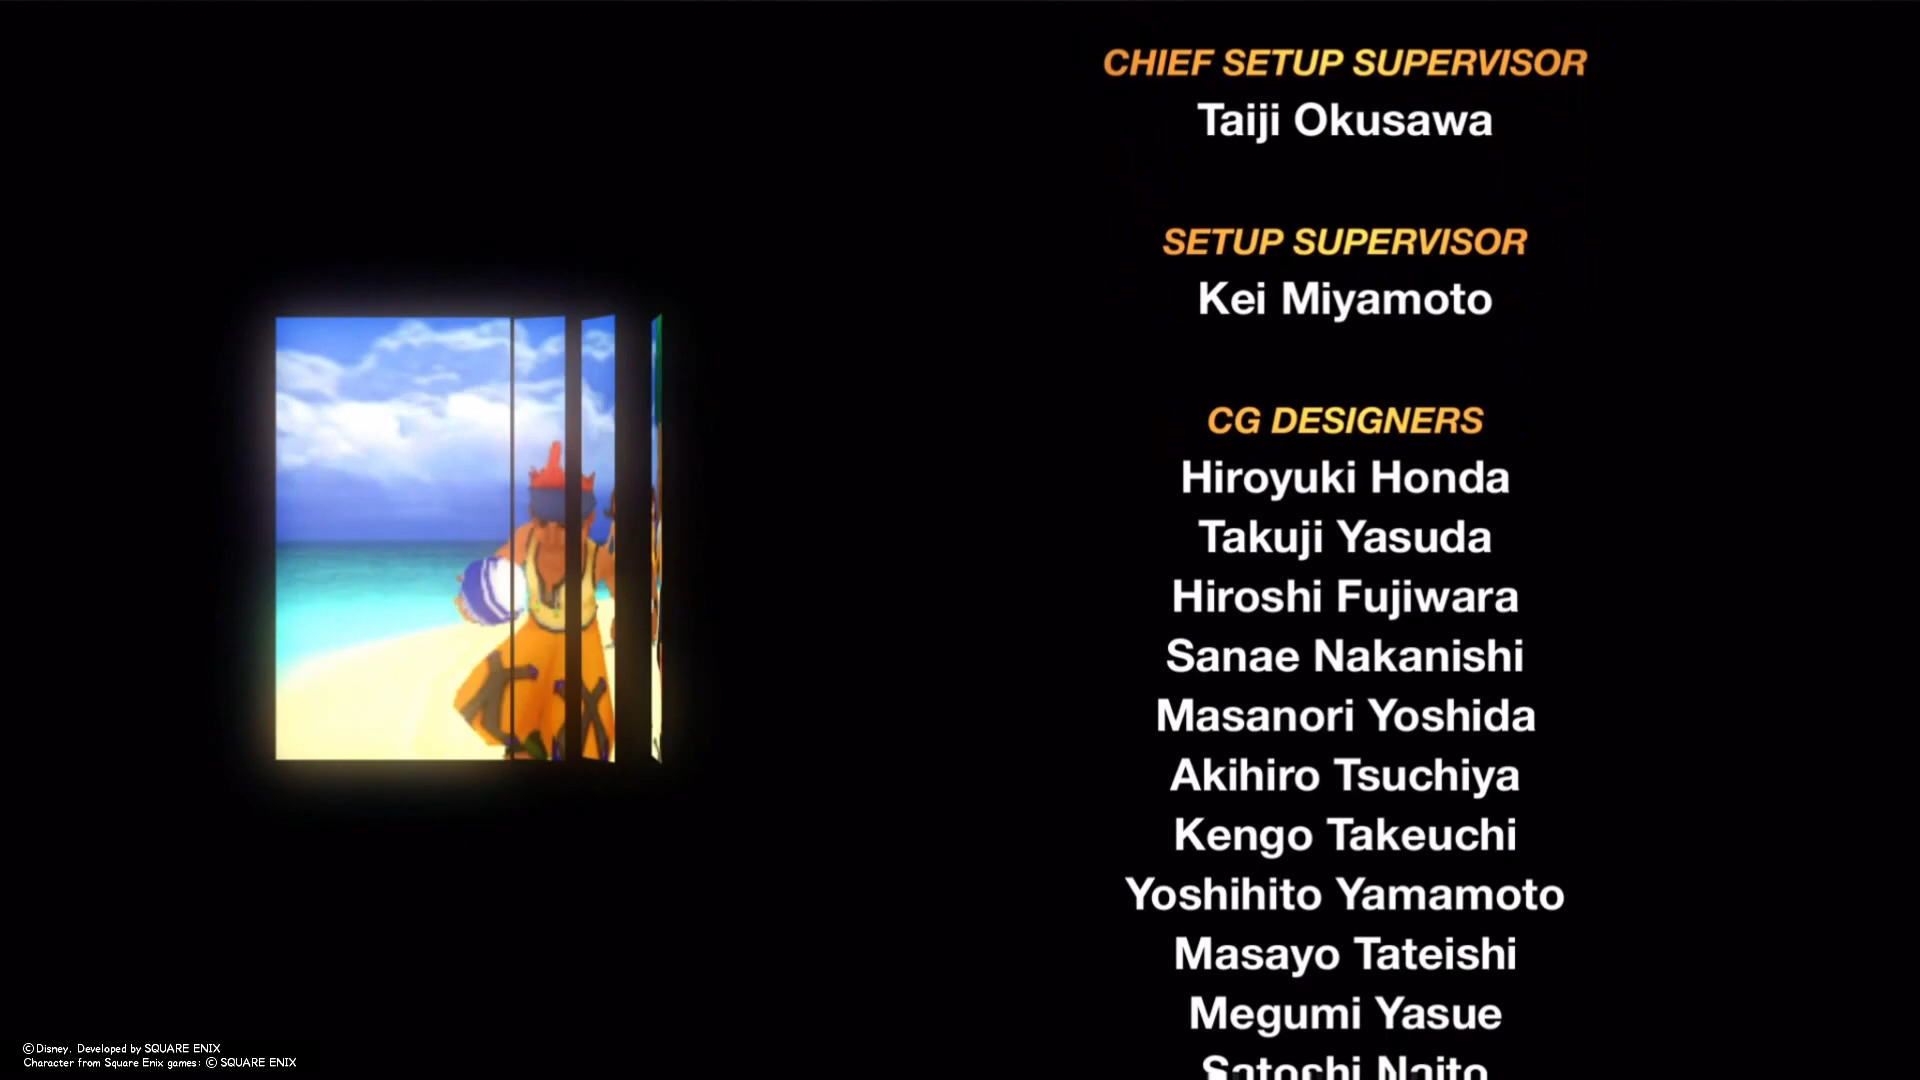 CHIEF SETUP SUPERVISOR
Taiji Okusawa
SETUP SUPERVISOR
Kei Miyamoto
CG DESIGNERS
Hiroyuki Honda
Takuji Yasuda
Hiroshi Fujiwara
Sanae Nakanishi
Masanori Yoshida
Akihiro Tsuchiya
Kengo Takeuchi
Yoshihito Yamamoto
Masayo Tateishi
Megumi Yasue
Satoshi Naito
©Disney. Developed by SQUARE ENIX
Character from Square Enix games: © SQUARE ENIX